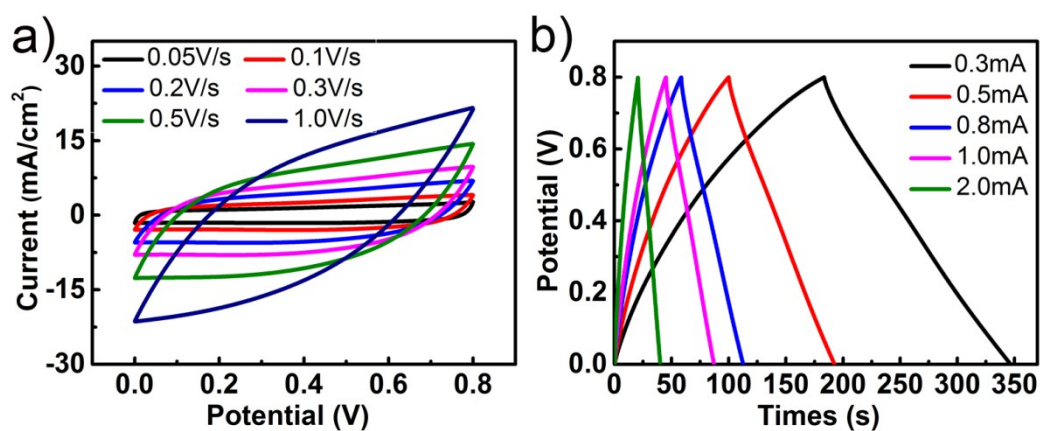 a)
0.05V/s 0.1V/s
0.2V/s 0.3V/s
0.5V/s 1.0V/s
30
15
0
-15
-30
Current (mA/cm²)
0.0 0.2 0.4 0.6 0.8
Potential (V)
b)
0.3mA
0.5mA
0.8mA
1.0mA
2.0mA
0.8
0.6
0.4
0.2
0.0
Potential (V)
0 50 100 150 200 250 300 350
Times (s)